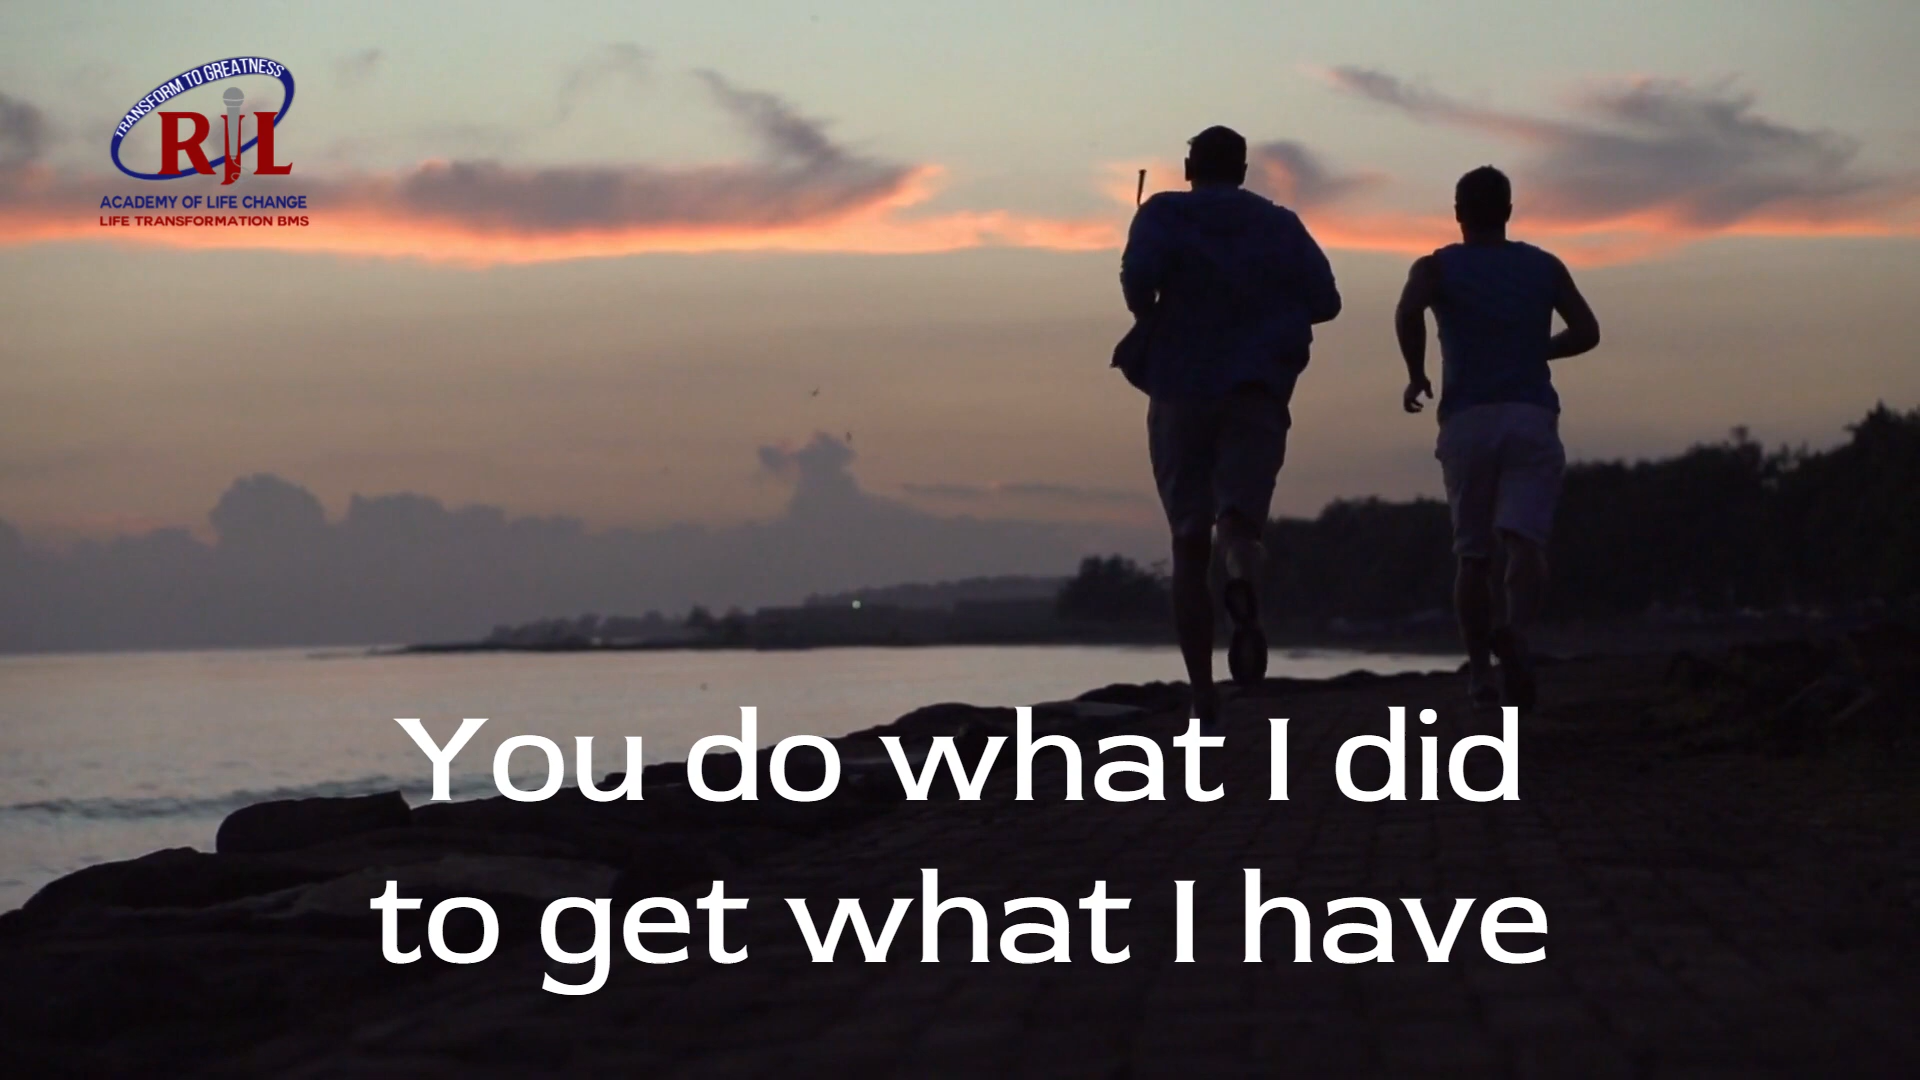 TRANSFORM TO GREATNESS
RJL
ACADEMY OF LIFE CHANGE
LIFE TRANSFORMATION BMS
You do what I did
to get what I have